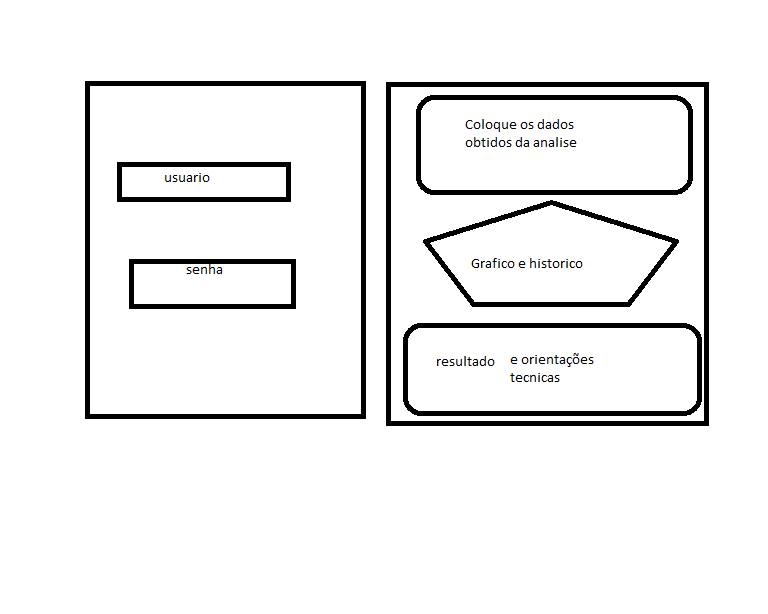 usuario
senha
Coloque os dados
obtidos da analise
Grafico e historico
resultado e orientações
tecnicas